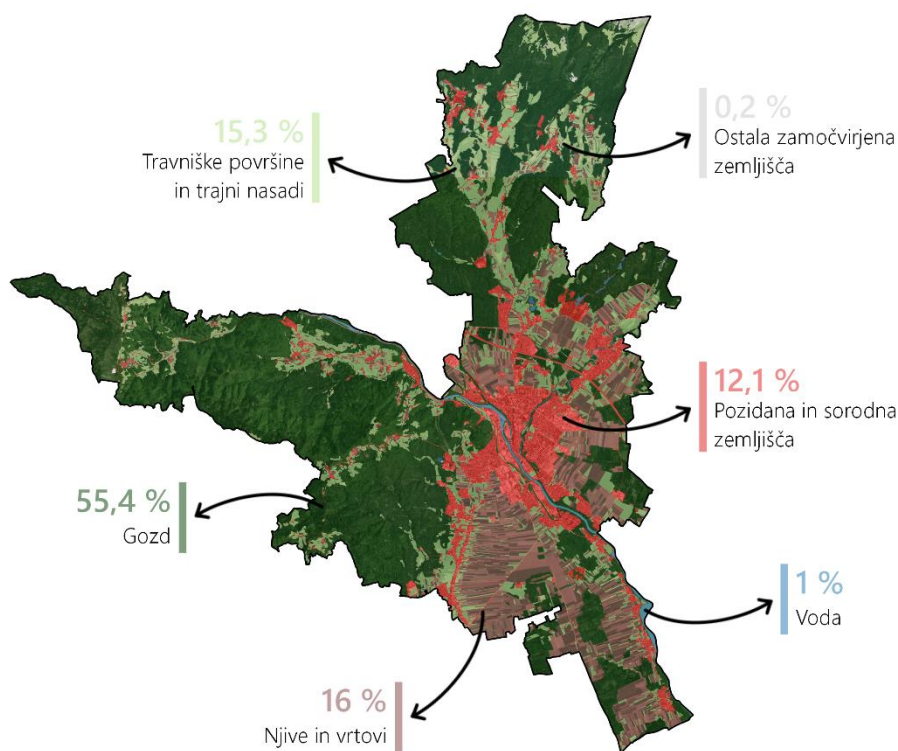 15,3 %
Travniške površine
in trajni nasadi
0,2 %
Ostala zamočvirjena
zemljišča
12,1 %
Pozidana in sorodna
zemljišča
55,4 %
Gozd
1 %
Voda
16 %
Njive in vrtovi